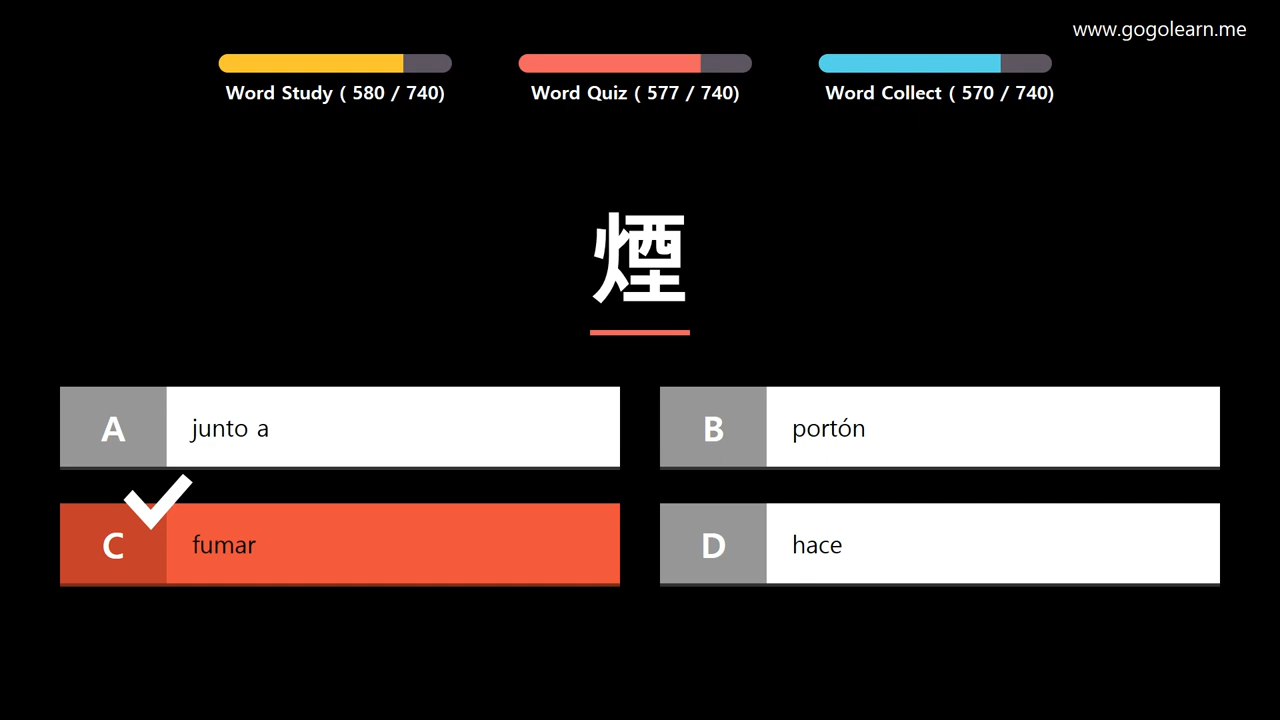 www.gogolearn.me
Word Study ( 580 / 740)
Word Quiz ( 577 / 740)
Word Collect ( 570 / 740)
煙
A junto a
B portón
C fumar
D hace